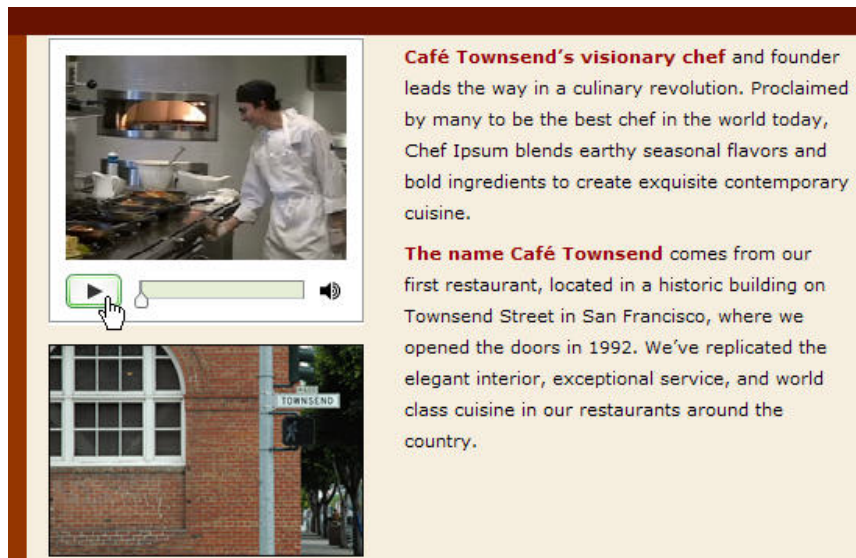 Café Townsend’s visionary chef and founder
leads the way in a culinary revolution. Proclaimed
by many to be the best chef in the world today,
Chef Ipsum blends earthy seasonal flavors and
bold ingredients to create exquisite contemporary
cuisine.
The name Café Townsend comes from our
first restaurant, located in a historic building on
Townsend Street in San Francisco, where we
opened the doors in 1992. We’ve replicated the
elegant interior, exceptional service, and world
class cuisine in our restaurants around the
country.
TOWNSEND